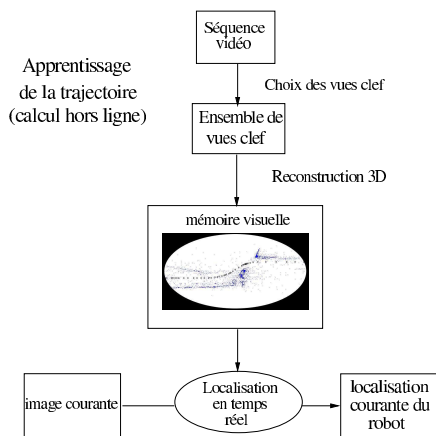 Séquence
vidéo
Apprentissage
de la trajectoire
(calcul hors ligne)
Choix des vues clef
Ensemble de
vues clef
Reconstruction 3D
mémoire visuelle
image courante
Localisation
en temps
réel
localisation
courante du
robot